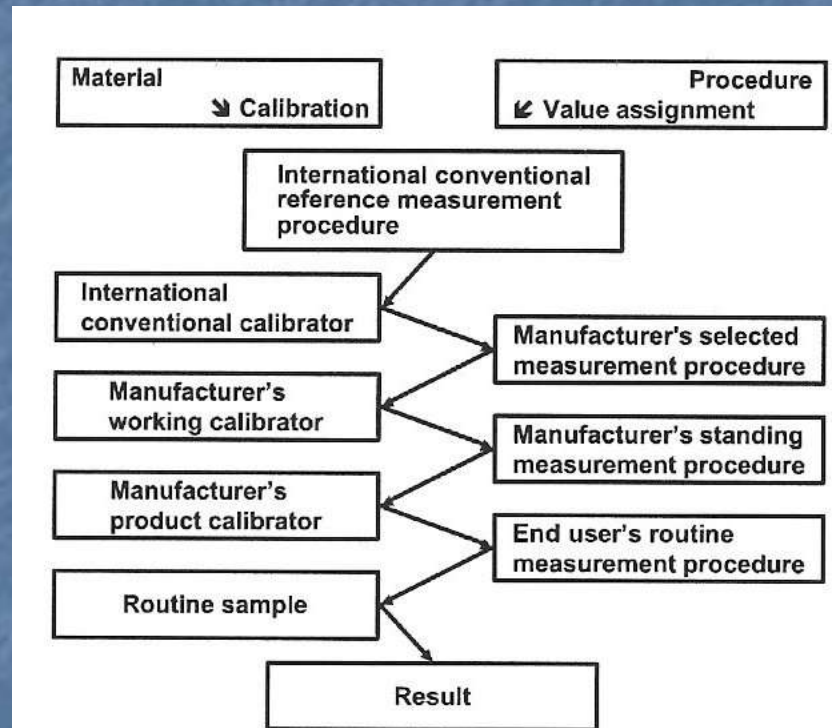 Material
↘ Calibration
Procedure
↙ Value assignment
International conventional
reference measurement
procedure
International
conventional calibrator
Manufacturer's selected
measurement procedure
Manufacturer's
working calibrator
Manufacturer's standing
measurement procedure
Manufacturer's
product calibrator
End user's routine
measurement procedure
Routine sample
Result